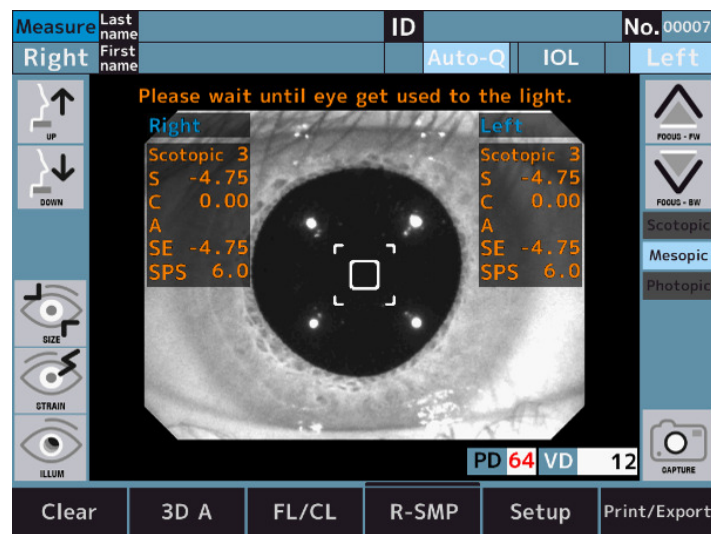 Measure Last name ID No. 00007
Right First name Auto-Q IOL Left
Please wait until eye get used to the light.
UP
DOWN
SIZE
STRAIN
ILLUM
Right
Scotopic 3
S -4.75
C 0.00
A
SE -4.75
SPS 6.0
Left
Scotopic 3
S -4.75
C 0.00
A
SE -4.75
SPS 6.0
FOCUS - FW
FOCUS - BW
Scotopic
Mesopic
Photopic
CAPTURE
PD 64 VD 12
Clear 3D A FL/CL R-SMP Setup Print/Export